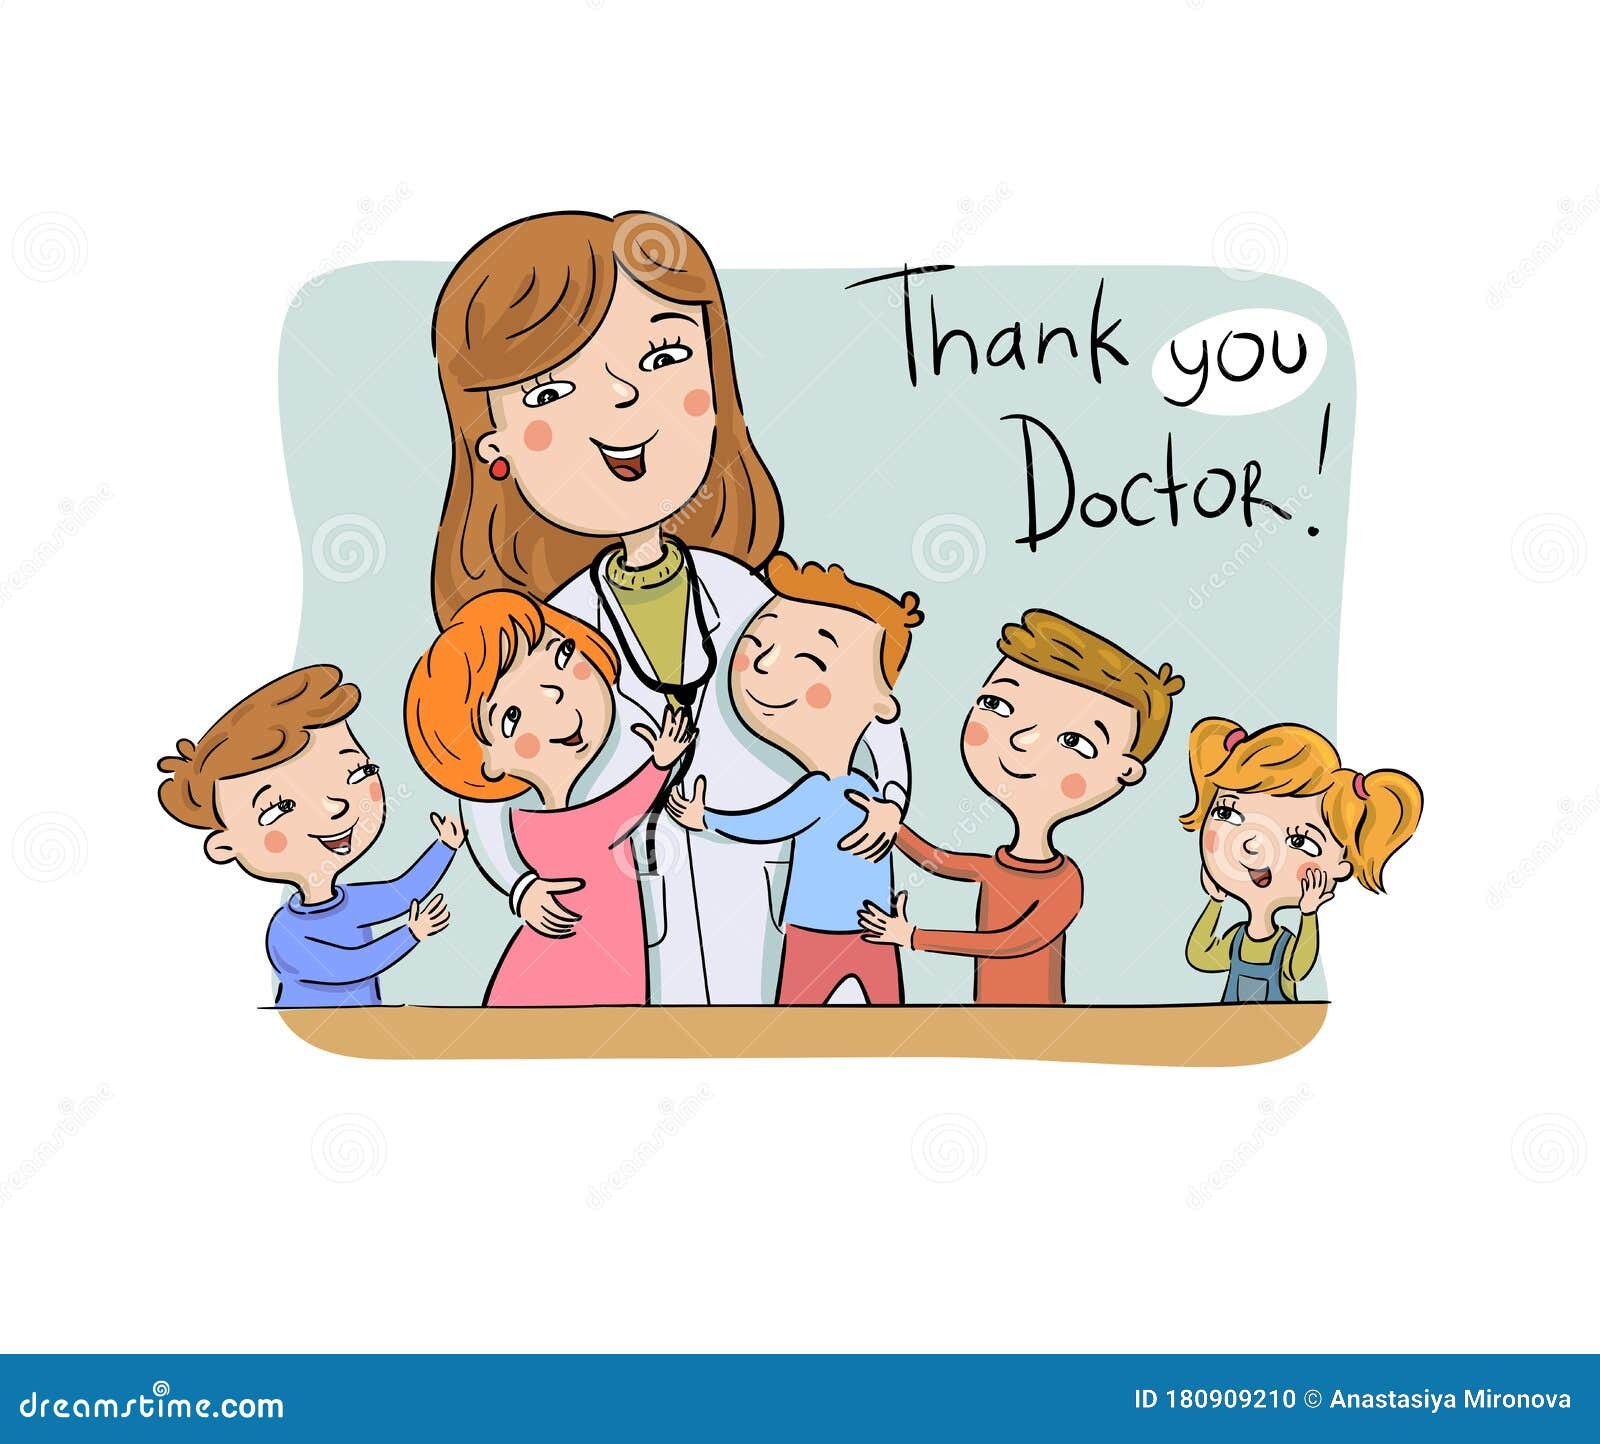 Thank you
Doctor!
dreamstime.com
ID 180909210 © Anastasiya Mironova